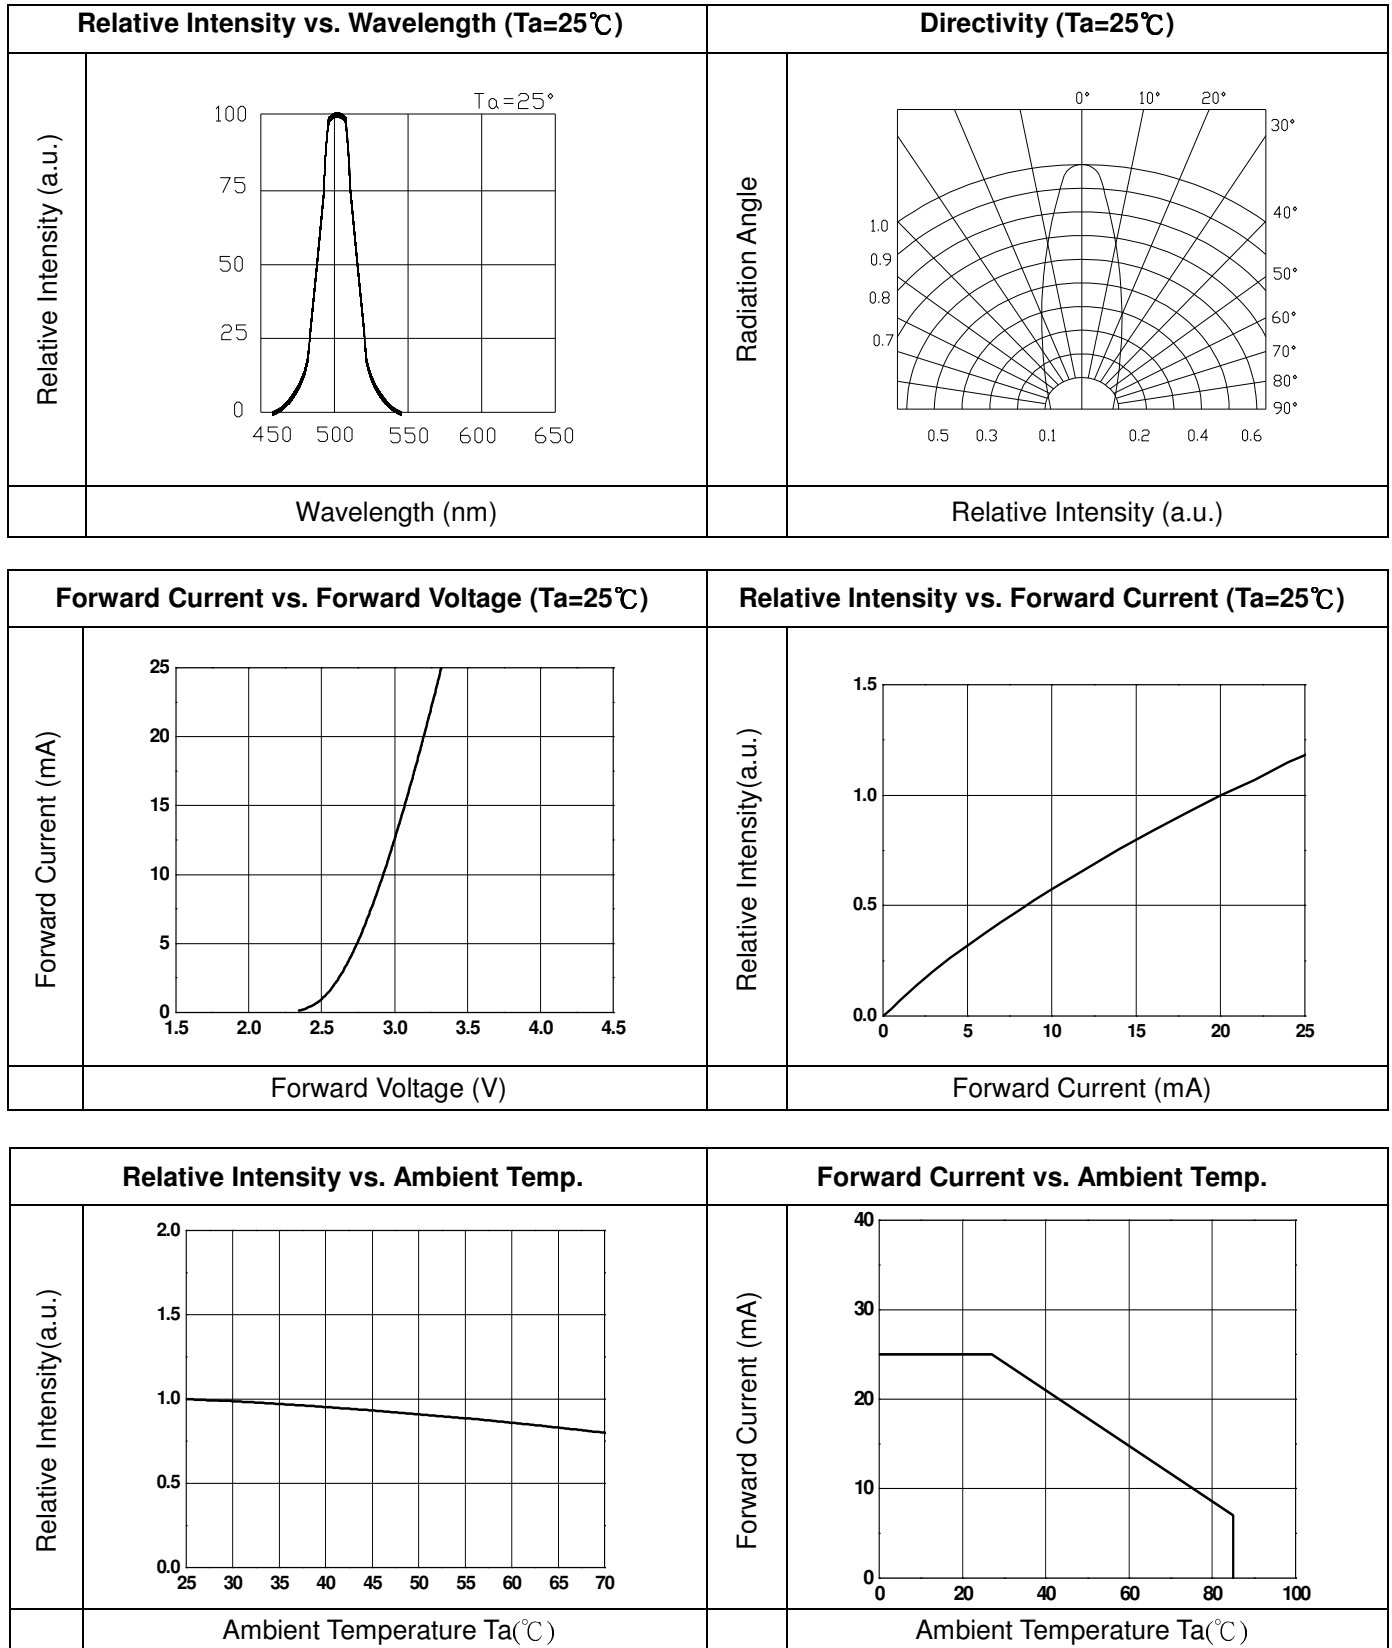 Relative Intensity vs. Wavelength (Ta=25℃)
Directivity (Ta=25℃)
Relative Intensity (a.u.)
Ta=25°
100
75
50
25
0
450 500 550 600 650
Wavelength (nm)
Radiation Angle
0° 10° 20°
30°
40°
50°
60°
70°
80°
90°
1.0
0.9
0.8
0.7
0.5 0.3 0.1 0.2 0.4 0.6
Relative Intensity (a.u.)
Forward Current vs. Forward Voltage (Ta=25℃)
Relative Intensity vs. Forward Current (Ta=25℃)
Forward Current (mA)
25
20
15
10
5
0
1.5 2.0 2.5 3.0 3.5 4.0 4.5
Forward Voltage (V)
Relative Intensity(a.u.)
1.5
1.0
0.5
0.0
0 5 10 15 20 25
Forward Current (mA)
Relative Intensity vs. Ambient Temp.
Forward Current vs. Ambient Temp.
Relative Intensity(a.u.)
2.0
1.5
1.0
0.5
0.0
25 30 35 40 45 50 55 60 65 70
Ambient Temperature Ta(℃)
Forward Current (mA)
40
30
20
10
0
0 20 40 60 80 100
Ambient Temperature Ta(℃)